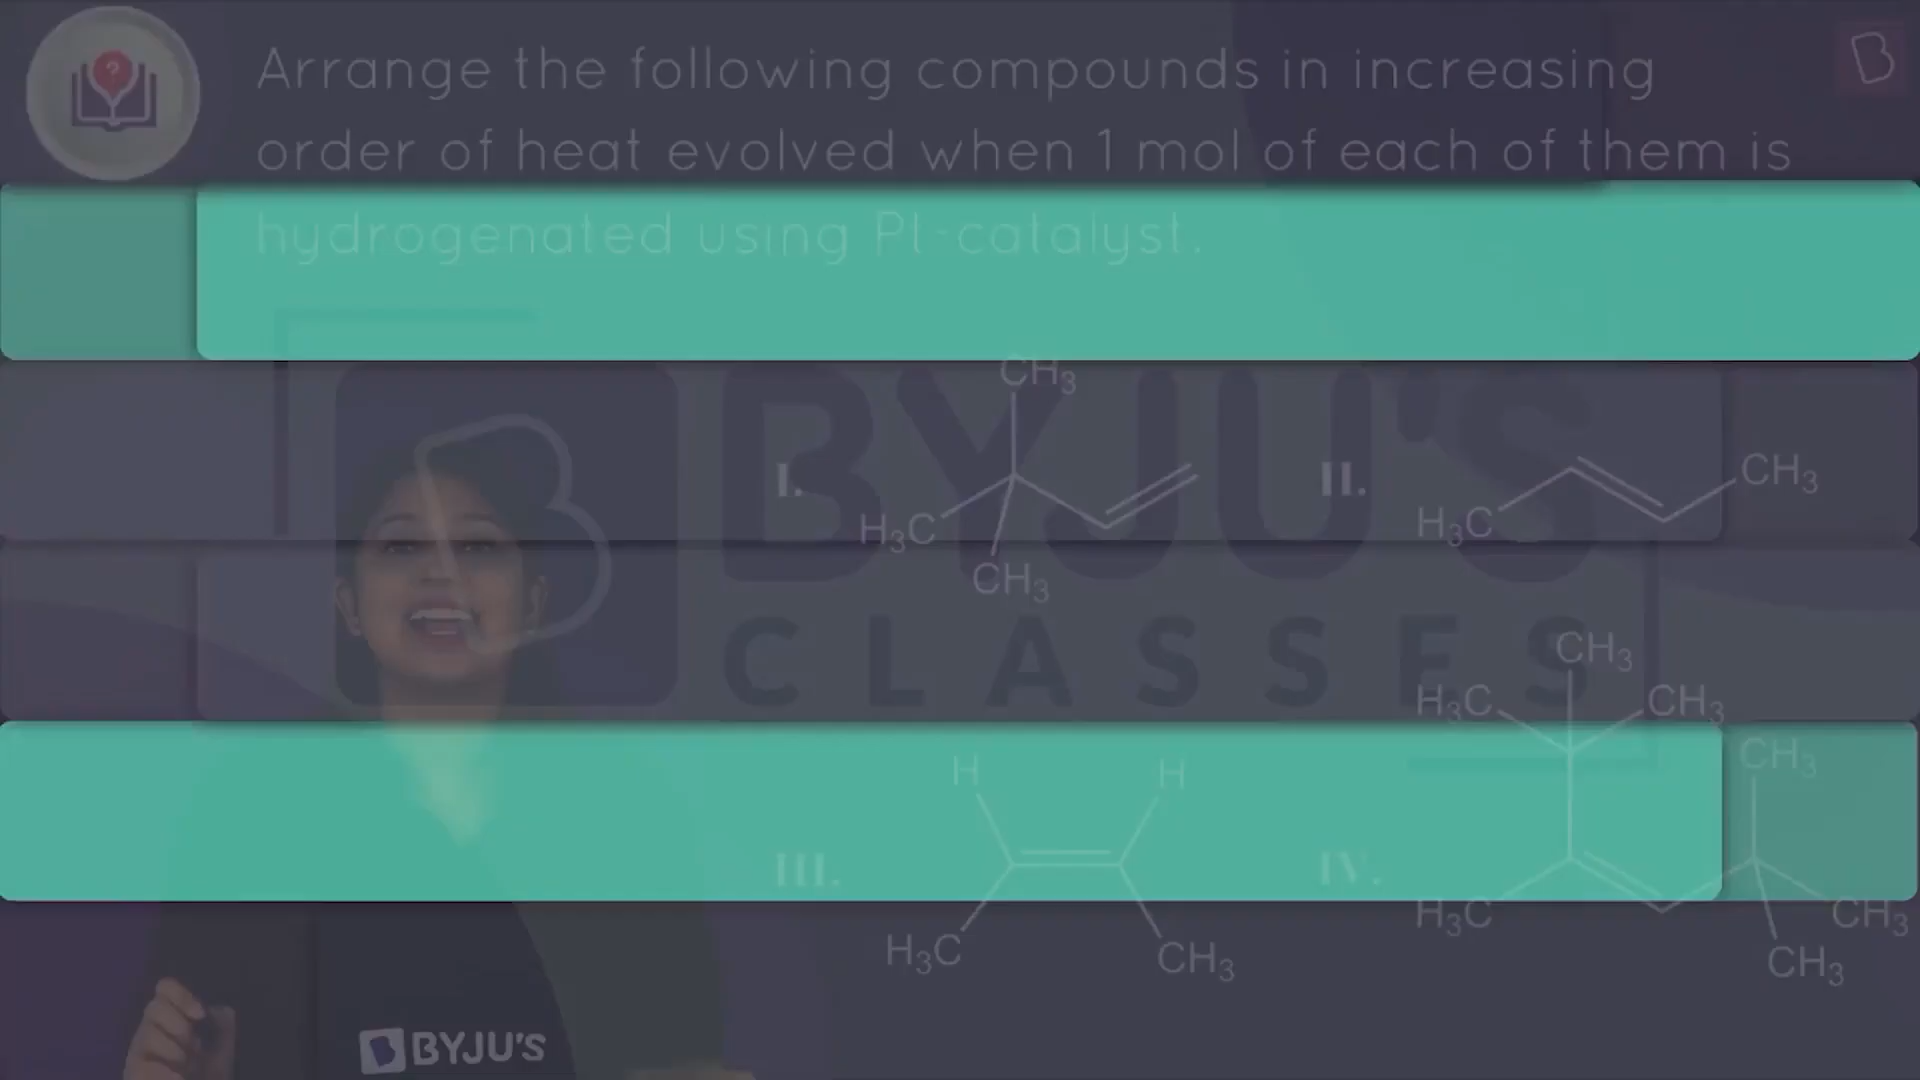 Arrange the following compounds in increasing
order of heat evolved when 1 mol of each of them is
hydrogenated using Pt-catalyst.
BYJU'S
CLASSES
I.
CH3
H3C
CH3
II.
CH3
H3C
III.
H H
H3C CH3
IV.
CH3
H3C CH3
CH3
H3C CH3
CH3
BYJU'S